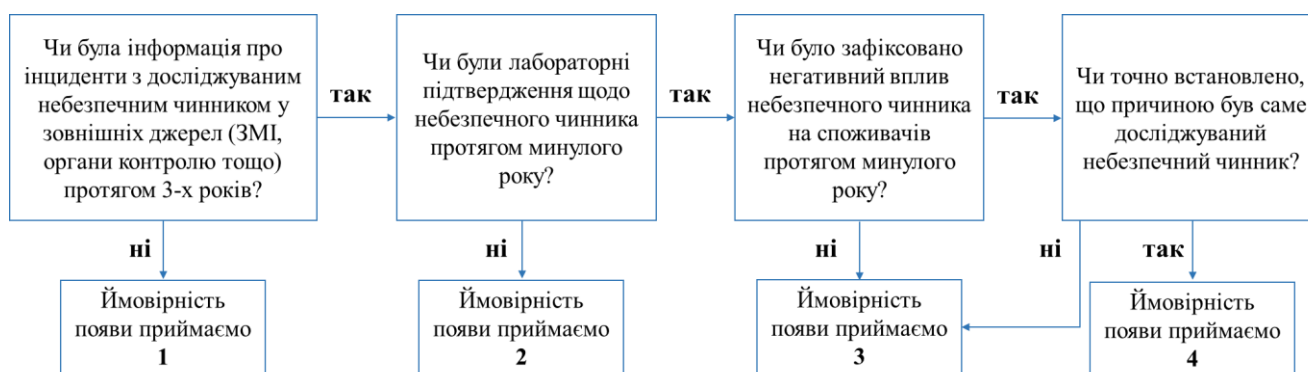 Чи була інформація про
інциденти з досліджуваним
небезпечним чинником у
зовнішніх джерел (ЗМІ,
органи контролю тощо)
протягом 3-х років?
так
Чи були лабораторні
підтвердження щодо
небезпечного чинника
протягом минулого
року?
так
Чи було зафіксовано
негативний вплив
небезпечного чинника
на споживачів
протягом минулого
року?
так
Чи точно встановлено,
що причиною був саме
досліджуваний
небезпечний чинник?
ні
ні
ні
ні
так
Ймовірність
появи приймаємо
1
Ймовірність
появи приймаємо
2
Ймовірність
появи приймаємо
3
Ймовірність
появи приймаємо
4